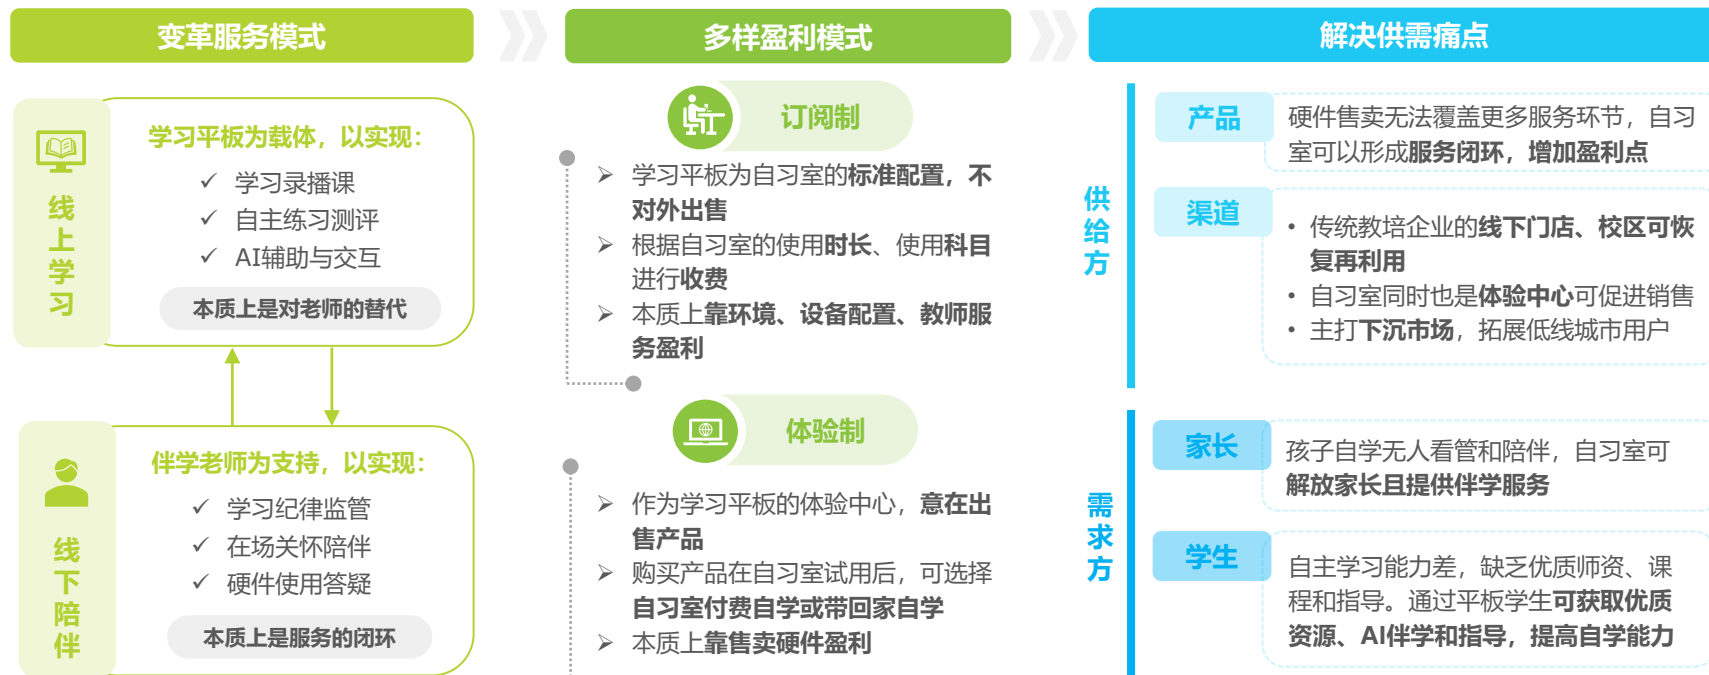 变革服务模式
线上学习
学习平板为载体，以实现：
✓ 学习录播课
✓ 自主练习测评
✓ AI辅助与交互
本质上是对老师的替代
线下陪伴
伴学老师为支持，以实现：
✓ 学习纪律监管
✓ 在场关怀陪伴
✓ 硬件使用答疑
本质上是服务的闭环
多样盈利模式
订阅制
➢ 学习平板为自习室的标准配置，不
对外出售
➢ 根据自习室的使用时长、使用科目
进行收费
➢ 本质上靠环境、设备配置、教师服
务盈利
体验制
➢ 作为学习平板的体验中心，意在出
售产品
➢ 购买产品在自习室试用后，可选择
自习室付费自学或带回家自学
➢ 本质上靠售卖硬件盈利
解决供需痛点
供给方
产品
硬件售卖无法覆盖更多服务环节，自习
室可以形成服务闭环，增加盈利点
渠道
• 传统教培企业的线下门店、校区可恢
复再利用
• 自习室同时也是体验中心可促进销售
• 主打下沉市场，拓展低线城市用户
需求方
家长
孩子自学无人看管和陪伴，自习室可
解放家长且提供伴学服务
学生
自主学习能力差，缺乏优质师资、课
程和指导。通过平板学生可获取优质
资源、AI伴学和指导，提高自学能力